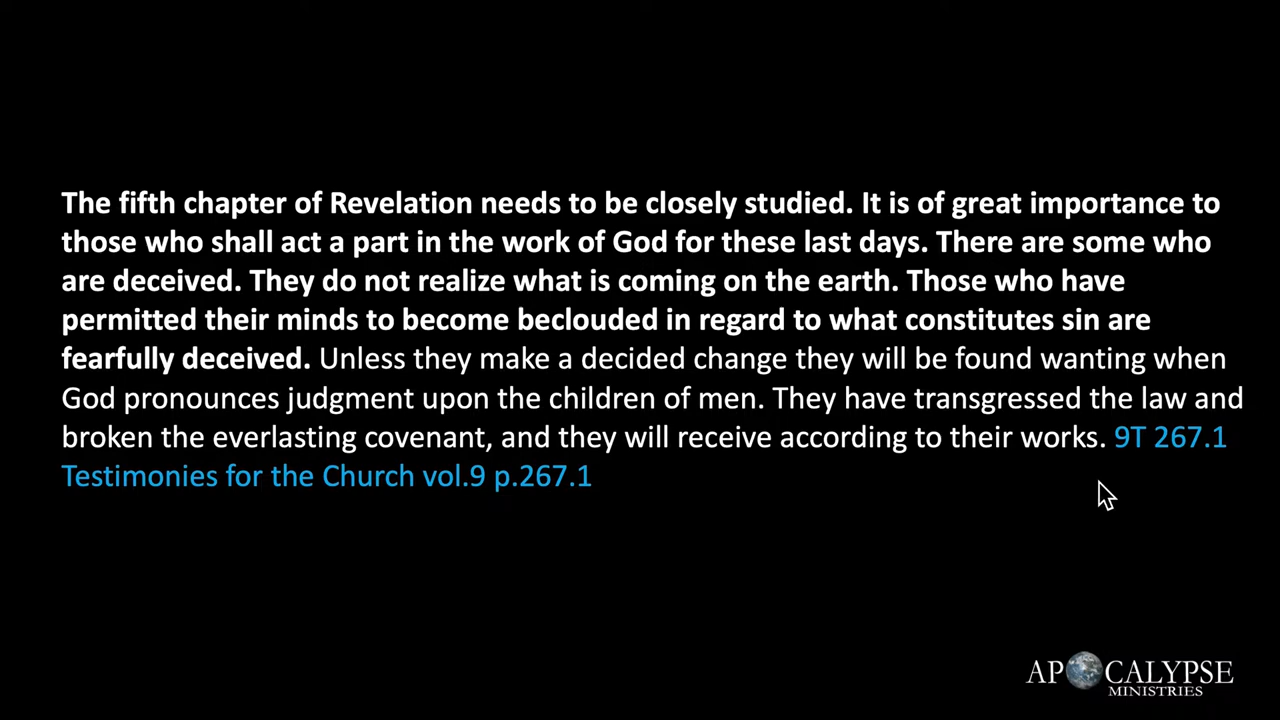 The fifth chapter of Revelation needs to be closely studied. It is of great importance to
those who shall act a part in the work of God for these last days. There are some who
are deceived. They do not realize what is coming on the earth. Those who have
permitted their minds to become beclouded in regard to what constitutes sin are
fearfully deceived. Unless they make a decided change they will be found wanting when
God pronounces judgment upon the children of men. They have transgressed the law and
broken the everlasting covenant, and they will receive according to their works. 9T 267.1
Testimonies for the Church vol.9 p.267.1
APOCALYPSE
MINISTRIES